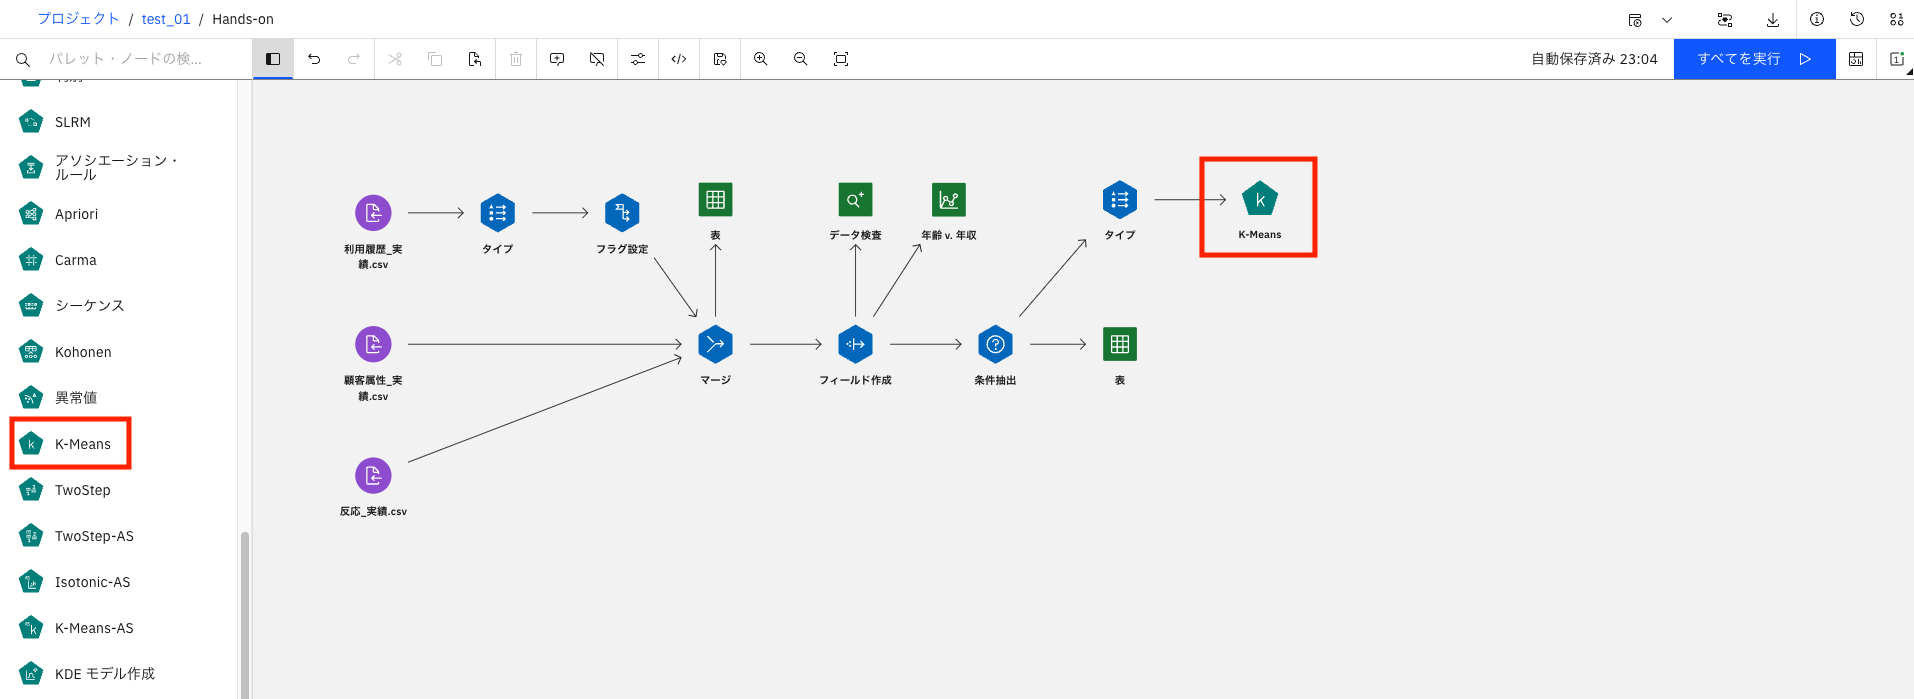 プロジェクト / test_01 / Hands-on
パレット・ノードの検...
自動保存済み 23:04
すべてを実行
SLRM
アソシエーション・
ルール
Apriori
Carma
シーケンス
Kohonen
異常値
K-Means
TwoStep
TwoStep-AS
Isotonic-AS
K-Means-AS
KDE モデル作成
利用履歴_実
績.csv
タイプ
フラグ設定
表
データ検査
年齢 v. 年収
タイプ
K-Means
顧客属性_実
績.csv
マージ
フィールド作成
条件抽出
表
反応_実績.csv